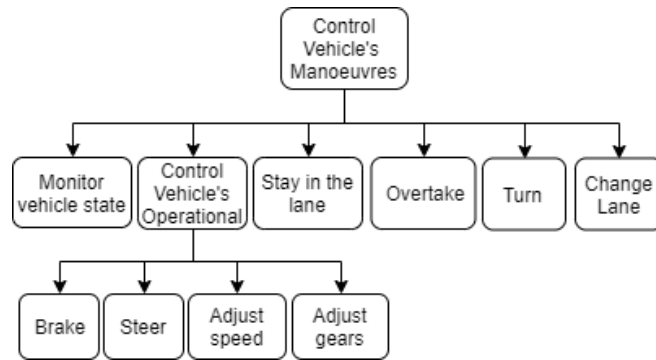 Control
Vehicle's
Manoeuvres
Monitor
vehicle state
Control
Vehicle's
Operational
Stay in the
lane
Overtake
Turn
Change
Lane
Brake
Steer
Adjust
speed
Adjust
gears